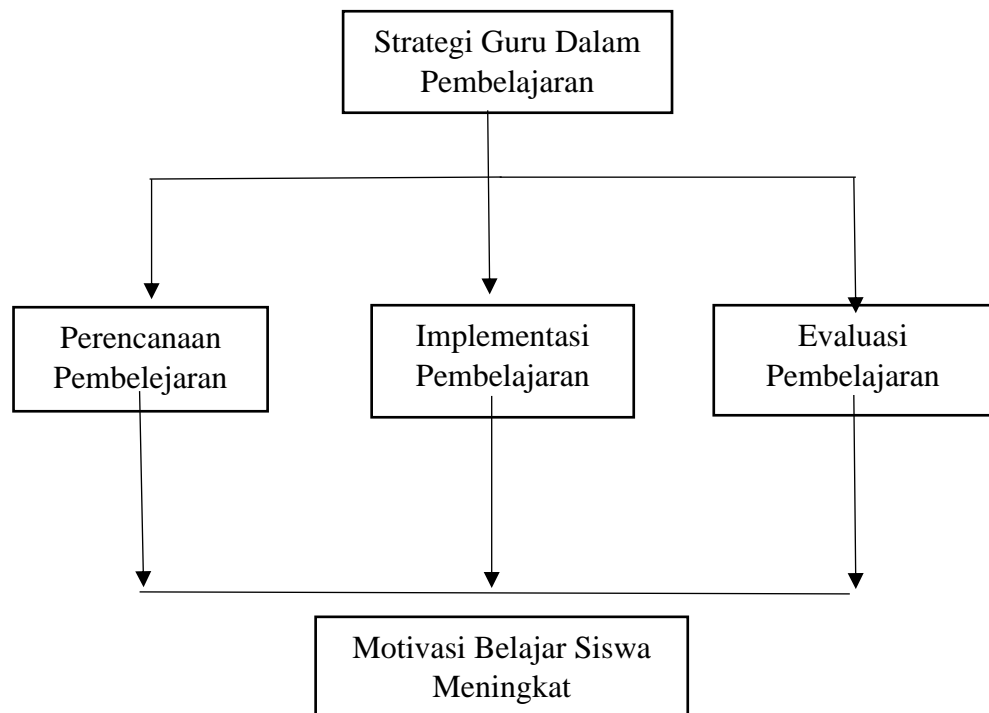 Strategi Guru Dalam
Pembelajaran
Perencanaan
Pembelejaran
Implementasi
Pembelajaran
Evaluasi
Pembelajaran
Motivasi Belajar Siswa
Meningkat